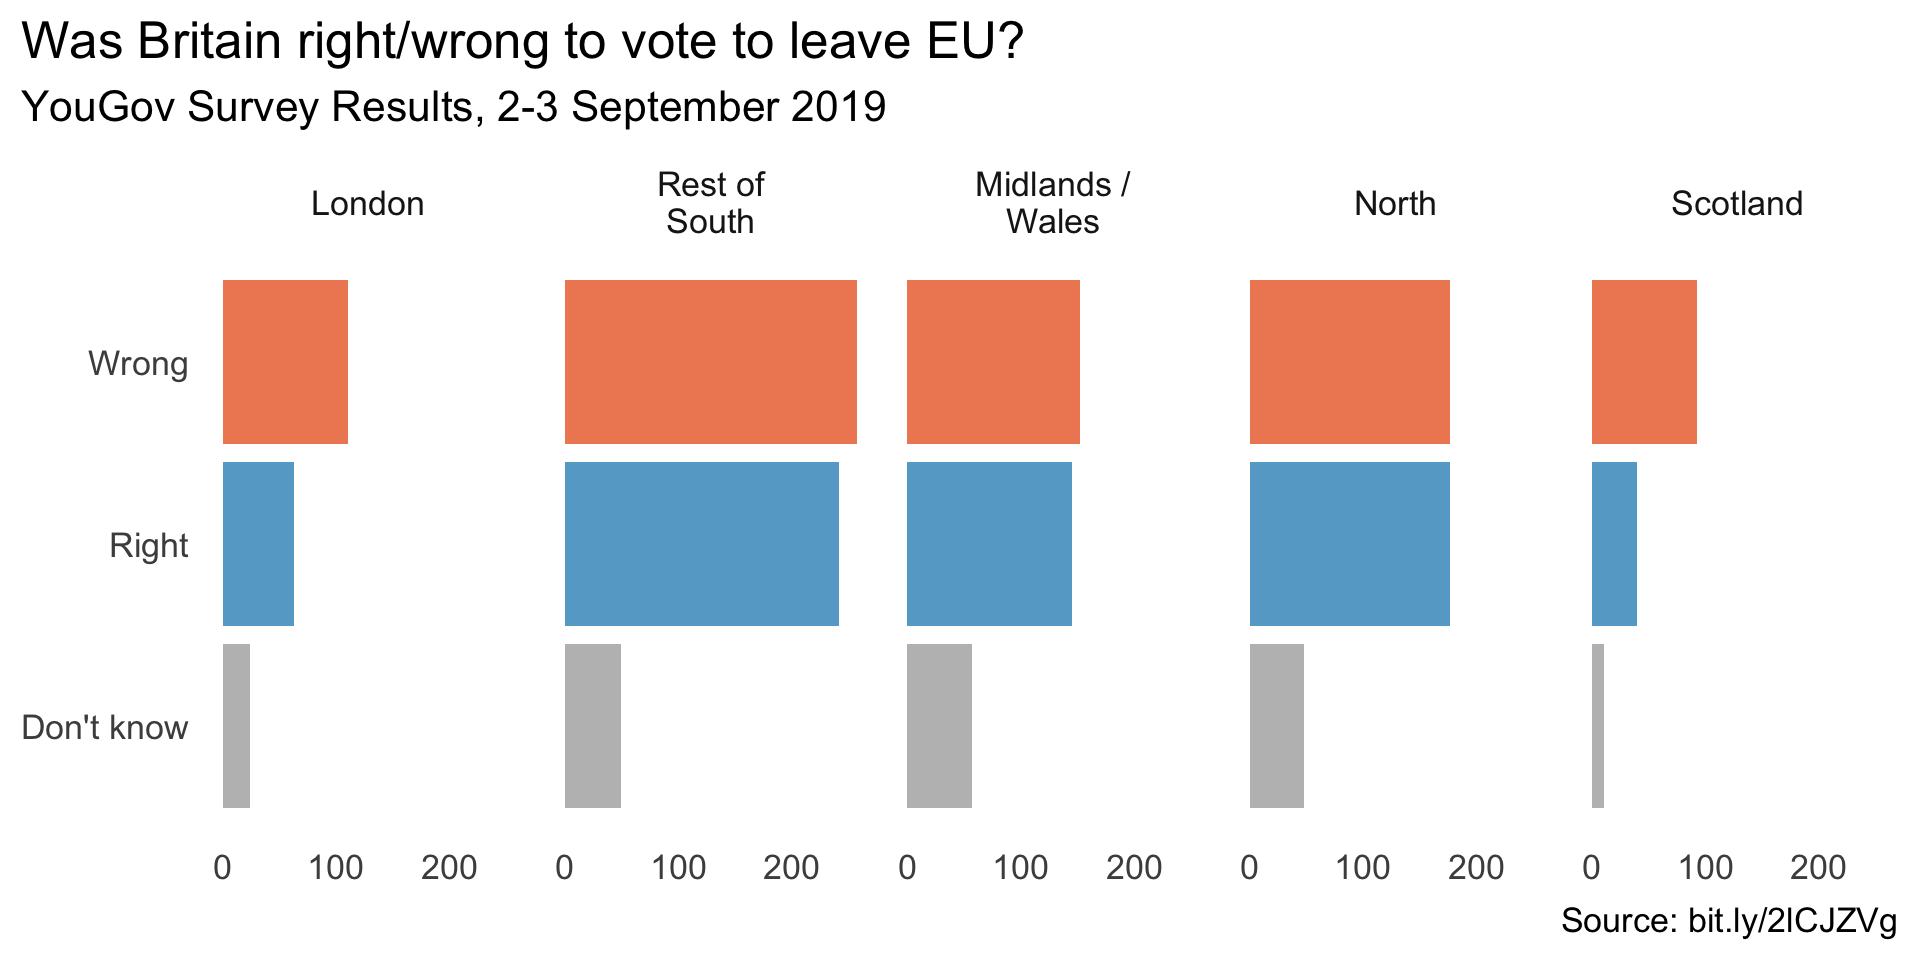 Was Britain right/wrong to vote to leave EU?
YouGov Survey Results, 2-3 September 2019
London
Rest of
South
Midlands /
Wales
North
Scotland
Wrong
Right
Don't know
0 100 200 0 100 200 0 100 200 0 100 200 0 100 200
Source: bit.ly/2lCJZVg